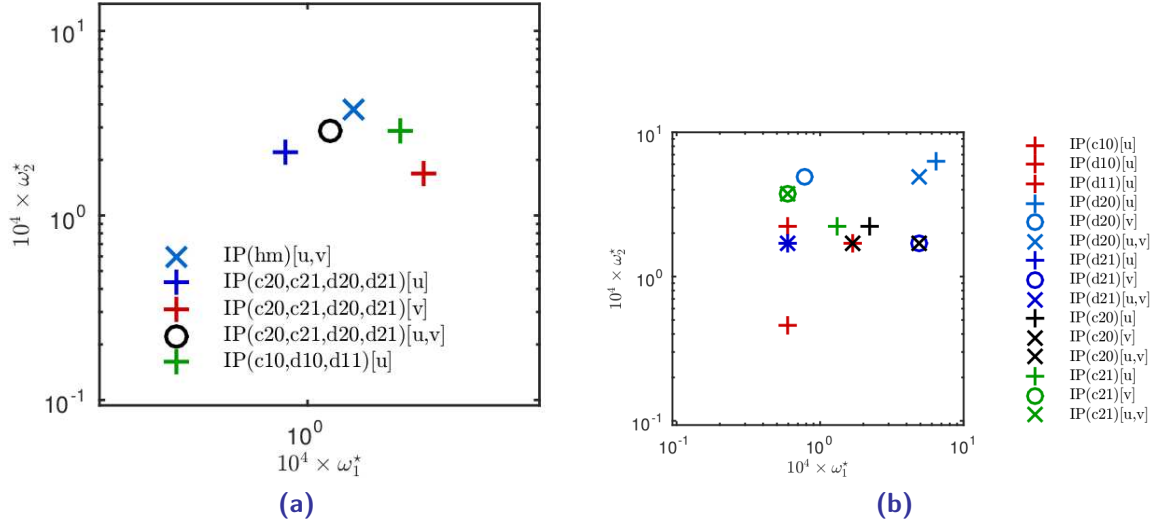 10^1
10^0
10^{-1}
10^4 × ω_2^⋆
IP(hm)[u,v]
IP(c20,c21,d20,d21)[u]
IP(c20,c21,d20,d21)[v]
IP(c20,c21,d20,d21)[u,v]
IP(c10,d10,d11)[u]
10^0
10^4 × ω_1^⋆
(a)
10^1
10^0
10^{-1}
10^4 × ω_2^⋆
10^{-1}
10^0
10^1
10^4 × ω_1^⋆
IP(c10)[u]
IP(d10)[u]
IP(d11)[u]
IP(d20)[u]
IP(d20)[v]
IP(d20)[u,v]
IP(d21)[u]
IP(d21)[v]
IP(d21)[u,v]
IP(c20)[u]
IP(c20)[v]
IP(c20)[u,v]
IP(c21)[u]
IP(c21)[v]
IP(c21)[u,v]
(b)